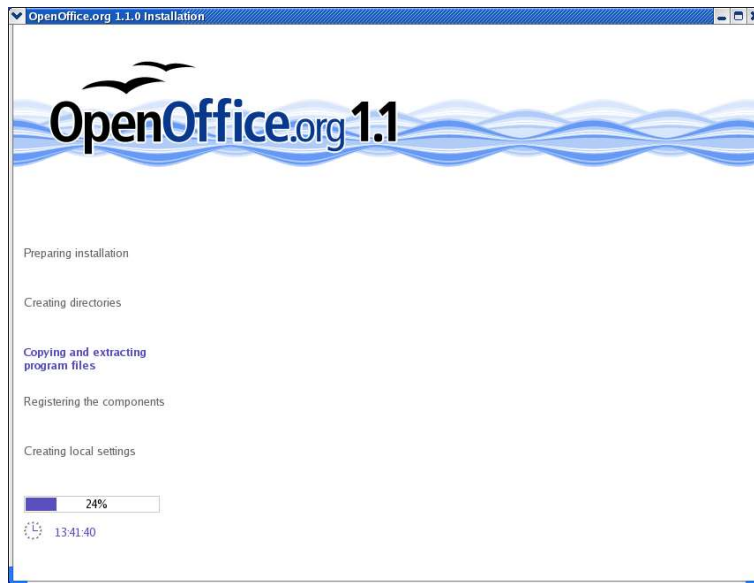 OpenOffice.org 1.1.0 Installation
OpenOffice.org 1.1
Preparing installation
Creating directories
Copying and extracting
program files
Registering the components
Creating local settings
24%
13:41:40